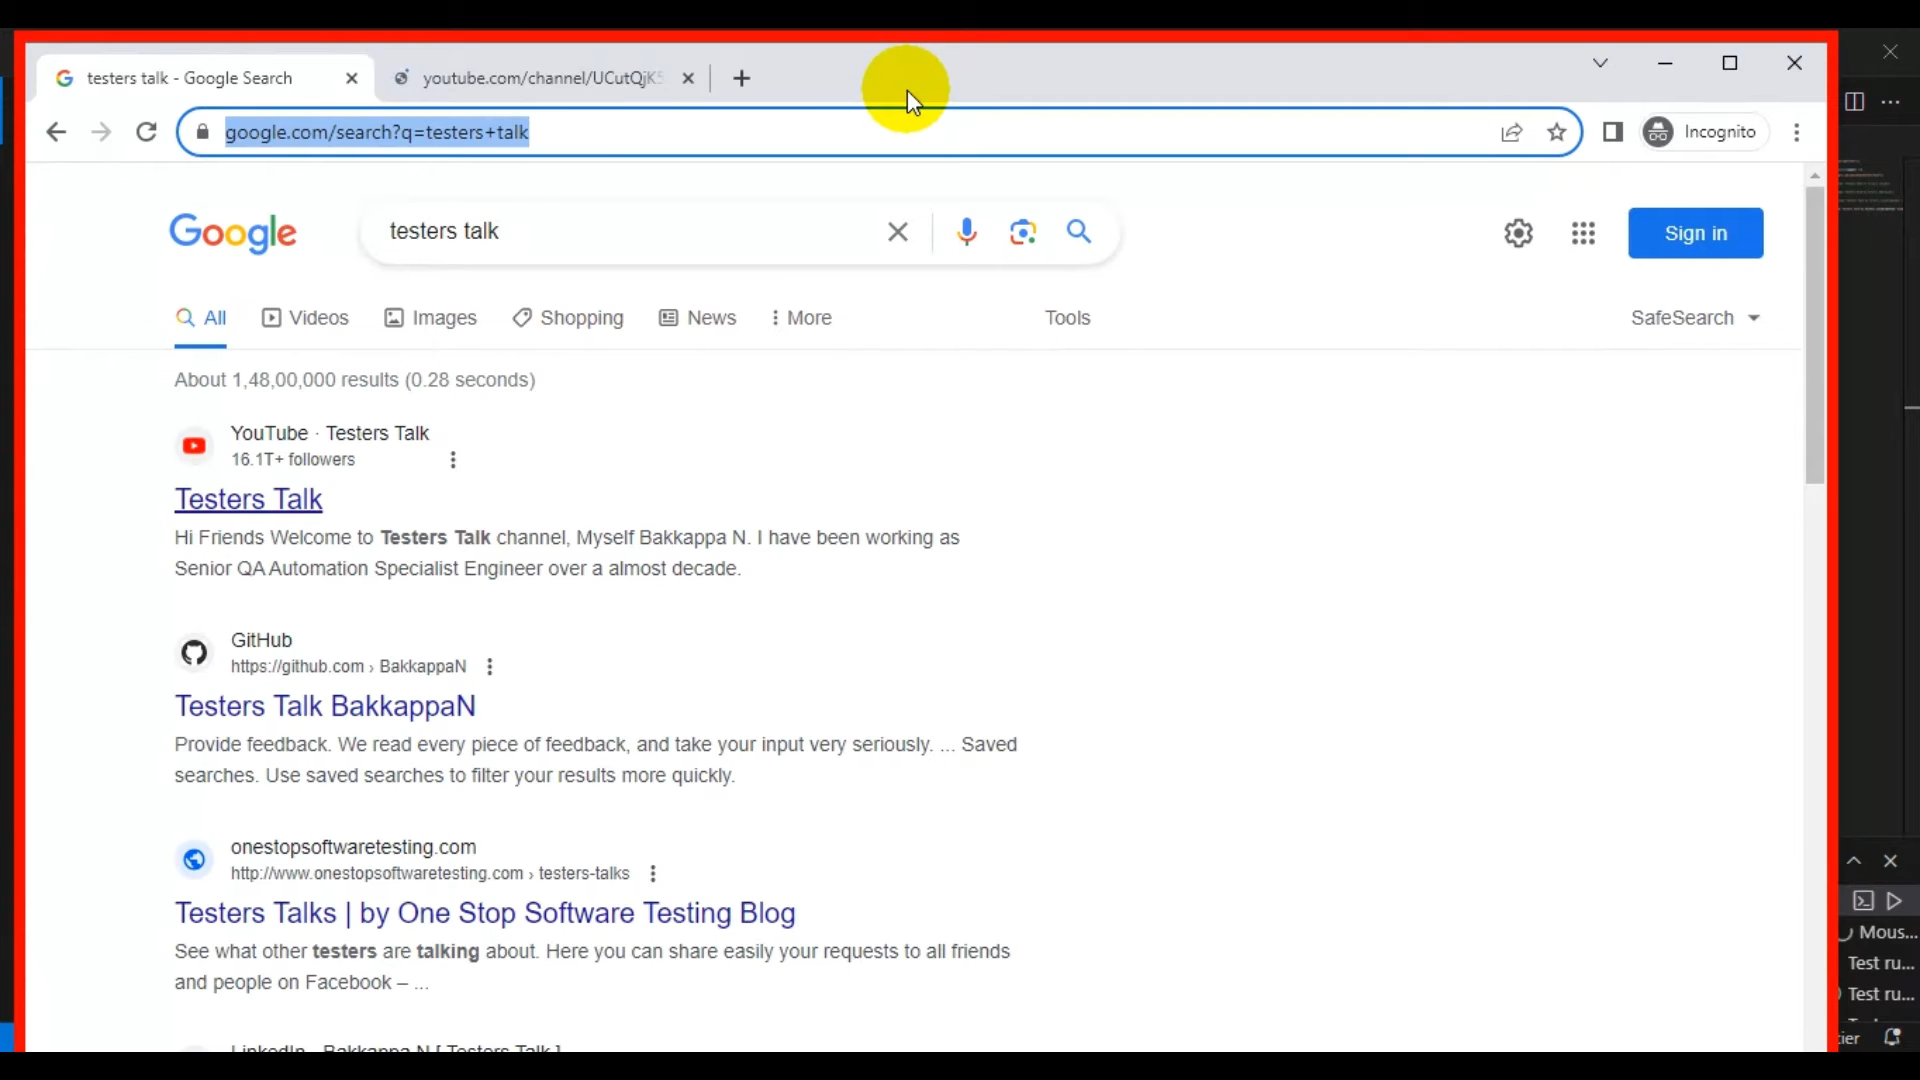 testers talk - Google Search
youtube.com/channel/UCutQjK5
google.com/search?q=testers+talk
Incognito
Google
testers talk
Sign in
All
Videos
Images
Shopping
News
More
Tools
SafeSearch
About 1,48,00,000 results (0.28 seconds)
YouTube · Testers Talk
16.1T+ followers
Testers Talk
Hi Friends Welcome to Testers Talk channel, Myself Bakkappa N. I have been working as
Senior QA Automation Specialist Engineer over a almost decade.
GitHub
https://github.com › BakkappaN
Testers Talk BakkappaN
Provide feedback. We read every piece of feedback, and take your input very seriously. ... Saved
searches. Use saved searches to filter your results more quickly.
onestopsoftwaretesting.com
http://www.onestopsoftwaretesting.com › testers-talks
Testers Talks | by One Stop Software Testing Blog
See what other testers are talking about. Here you can share easily your requests to all friends
and people on Facebook – ...
LinkedIn · Bakkappa N [ Testers Talk ]
Mous...
Test ru...
Test ru...
tier